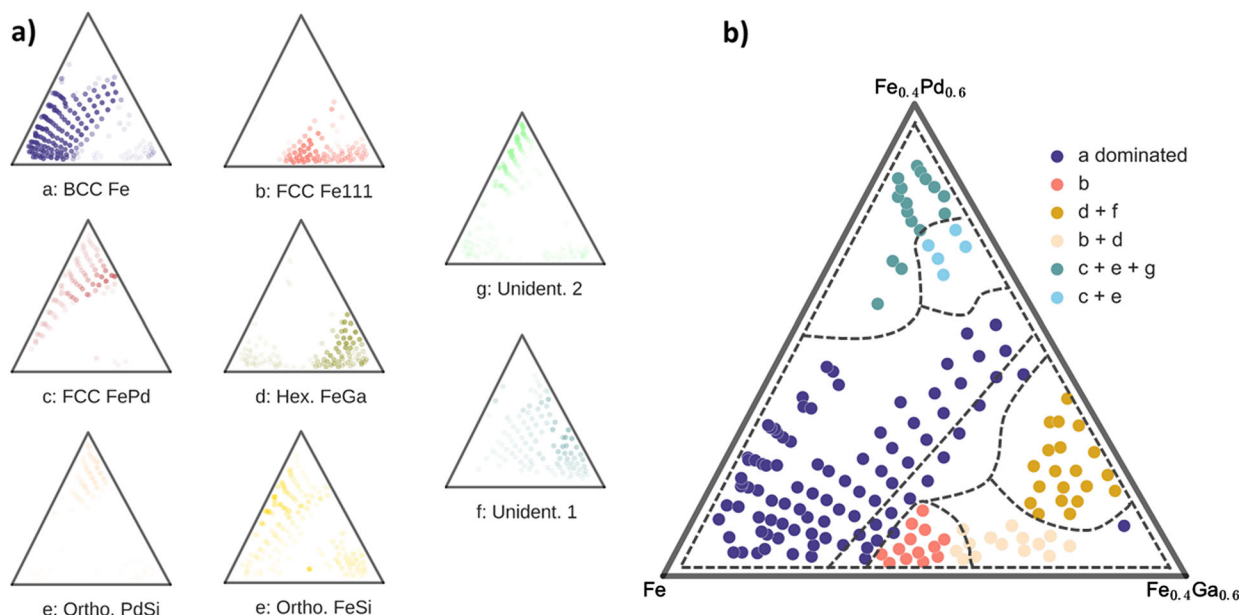 a)
a: BCC Fe
b: FCC Fe111
c: FCC FePd
d: Hex. FeGa
e: Ortho. PdSi
e: Ortho. FeSi
g: Unident. 2
f: Unident. 1
b)
Fe0.4Pd0.6
a dominated
b
d + f
b + d
c + e + g
c + e
Fe
Fe0.4Ga0.6